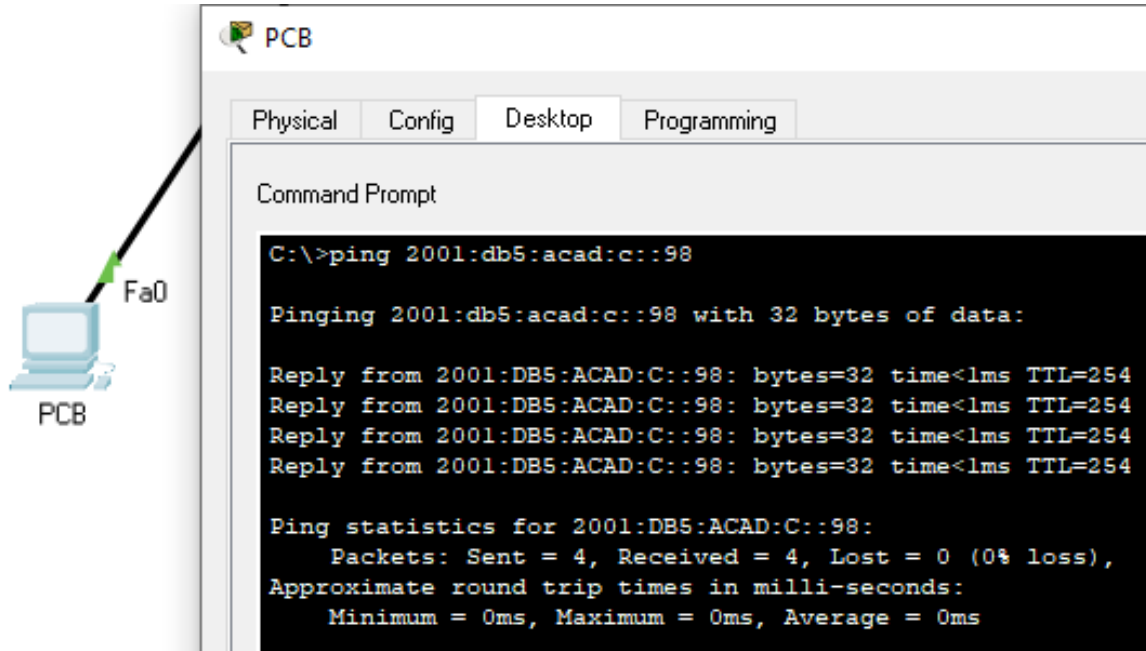 PCB
Physical Config Desktop Programming
Command Prompt
C:\>ping 2001:db5:acad:c::98
Fa0
Pinging 2001:db5:acad:c::98 with 32 bytes of data:
Reply from 2001:DB5:ACAD:C::98: bytes=32 time<1ms TTL=254
Reply from 2001:DB5:ACAD:C::98: bytes=32 time<1ms TTL=254
Reply from 2001:DB5:ACAD:C::98: bytes=32 time<1ms TTL=254
Reply from 2001:DB5:ACAD:C::98: bytes=32 time<1ms TTL=254
PCB
Ping statistics for 2001:DB5:ACAD:C::98:
Packets: Sent = 4, Received = 4, Lost = 0 (0% loss),
Approximate round trip times in milli-seconds:
Minimum = 0ms, Maximum = 0ms, Average = 0ms